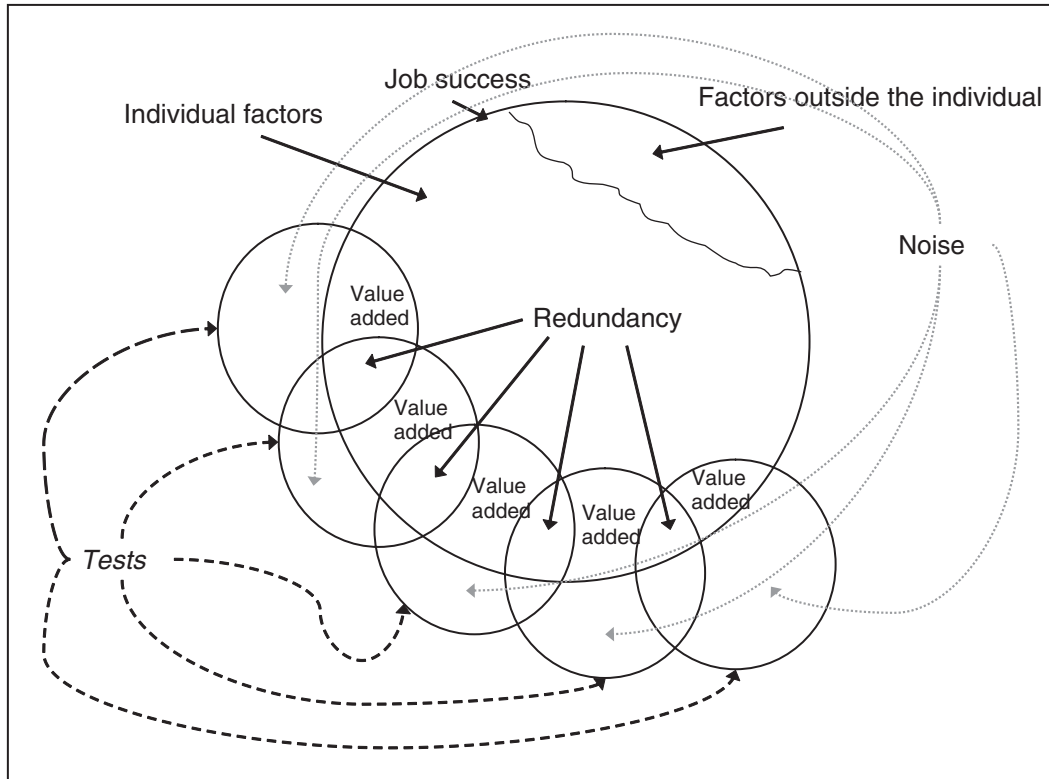 Job success
Factors outside the individual
Individual factors
Noise
Value
added
Redundancy
Value
added
Value
added
Value
added
Value
added
Tests